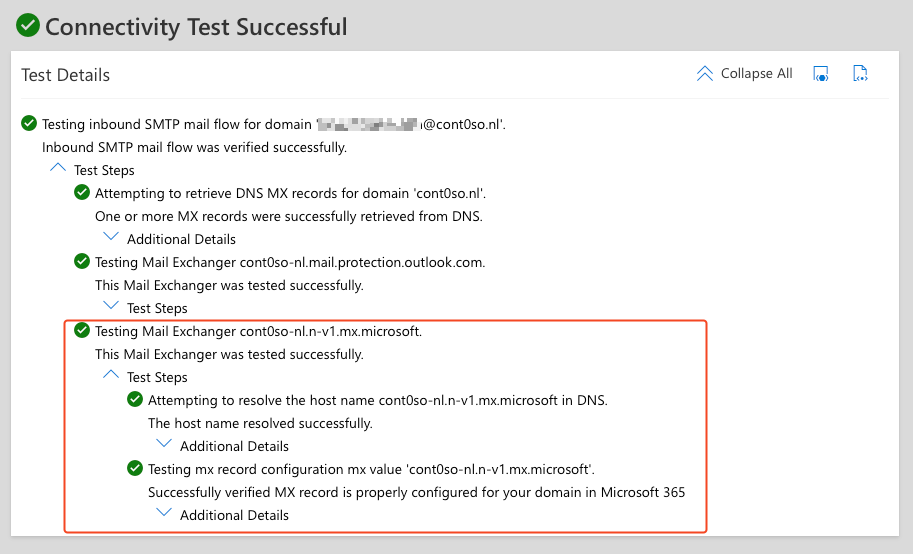 Connectivity Test Successful
Test Details
Collapse All
Testing inbound SMTP mail flow for domain ' @cont0so.nl'.
Inbound SMTP mail flow was verified successfully.
Test Steps
Attempting to retrieve DNS MX records for domain 'cont0so.nl'.
One or more MX records were successfully retrieved from DNS.
Additional Details
Testing Mail Exchanger cont0so-nl.mail.protection.outlook.com.
This Mail Exchanger was tested successfully.
Test Steps
Testing Mail Exchanger cont0so-nl.n-v1.mx.microsoft.
This Mail Exchanger was tested successfully.
Test Steps
Attempting to resolve the host name cont0so-nl.n-v1.mx.microsoft in DNS.
The host name resolved successfully.
Additional Details
Testing mx record configuration mx value 'cont0so-nl.n-v1.mx.microsoft'.
Successfully verified MX record is properly configured for your domain in Microsoft 365
Additional Details